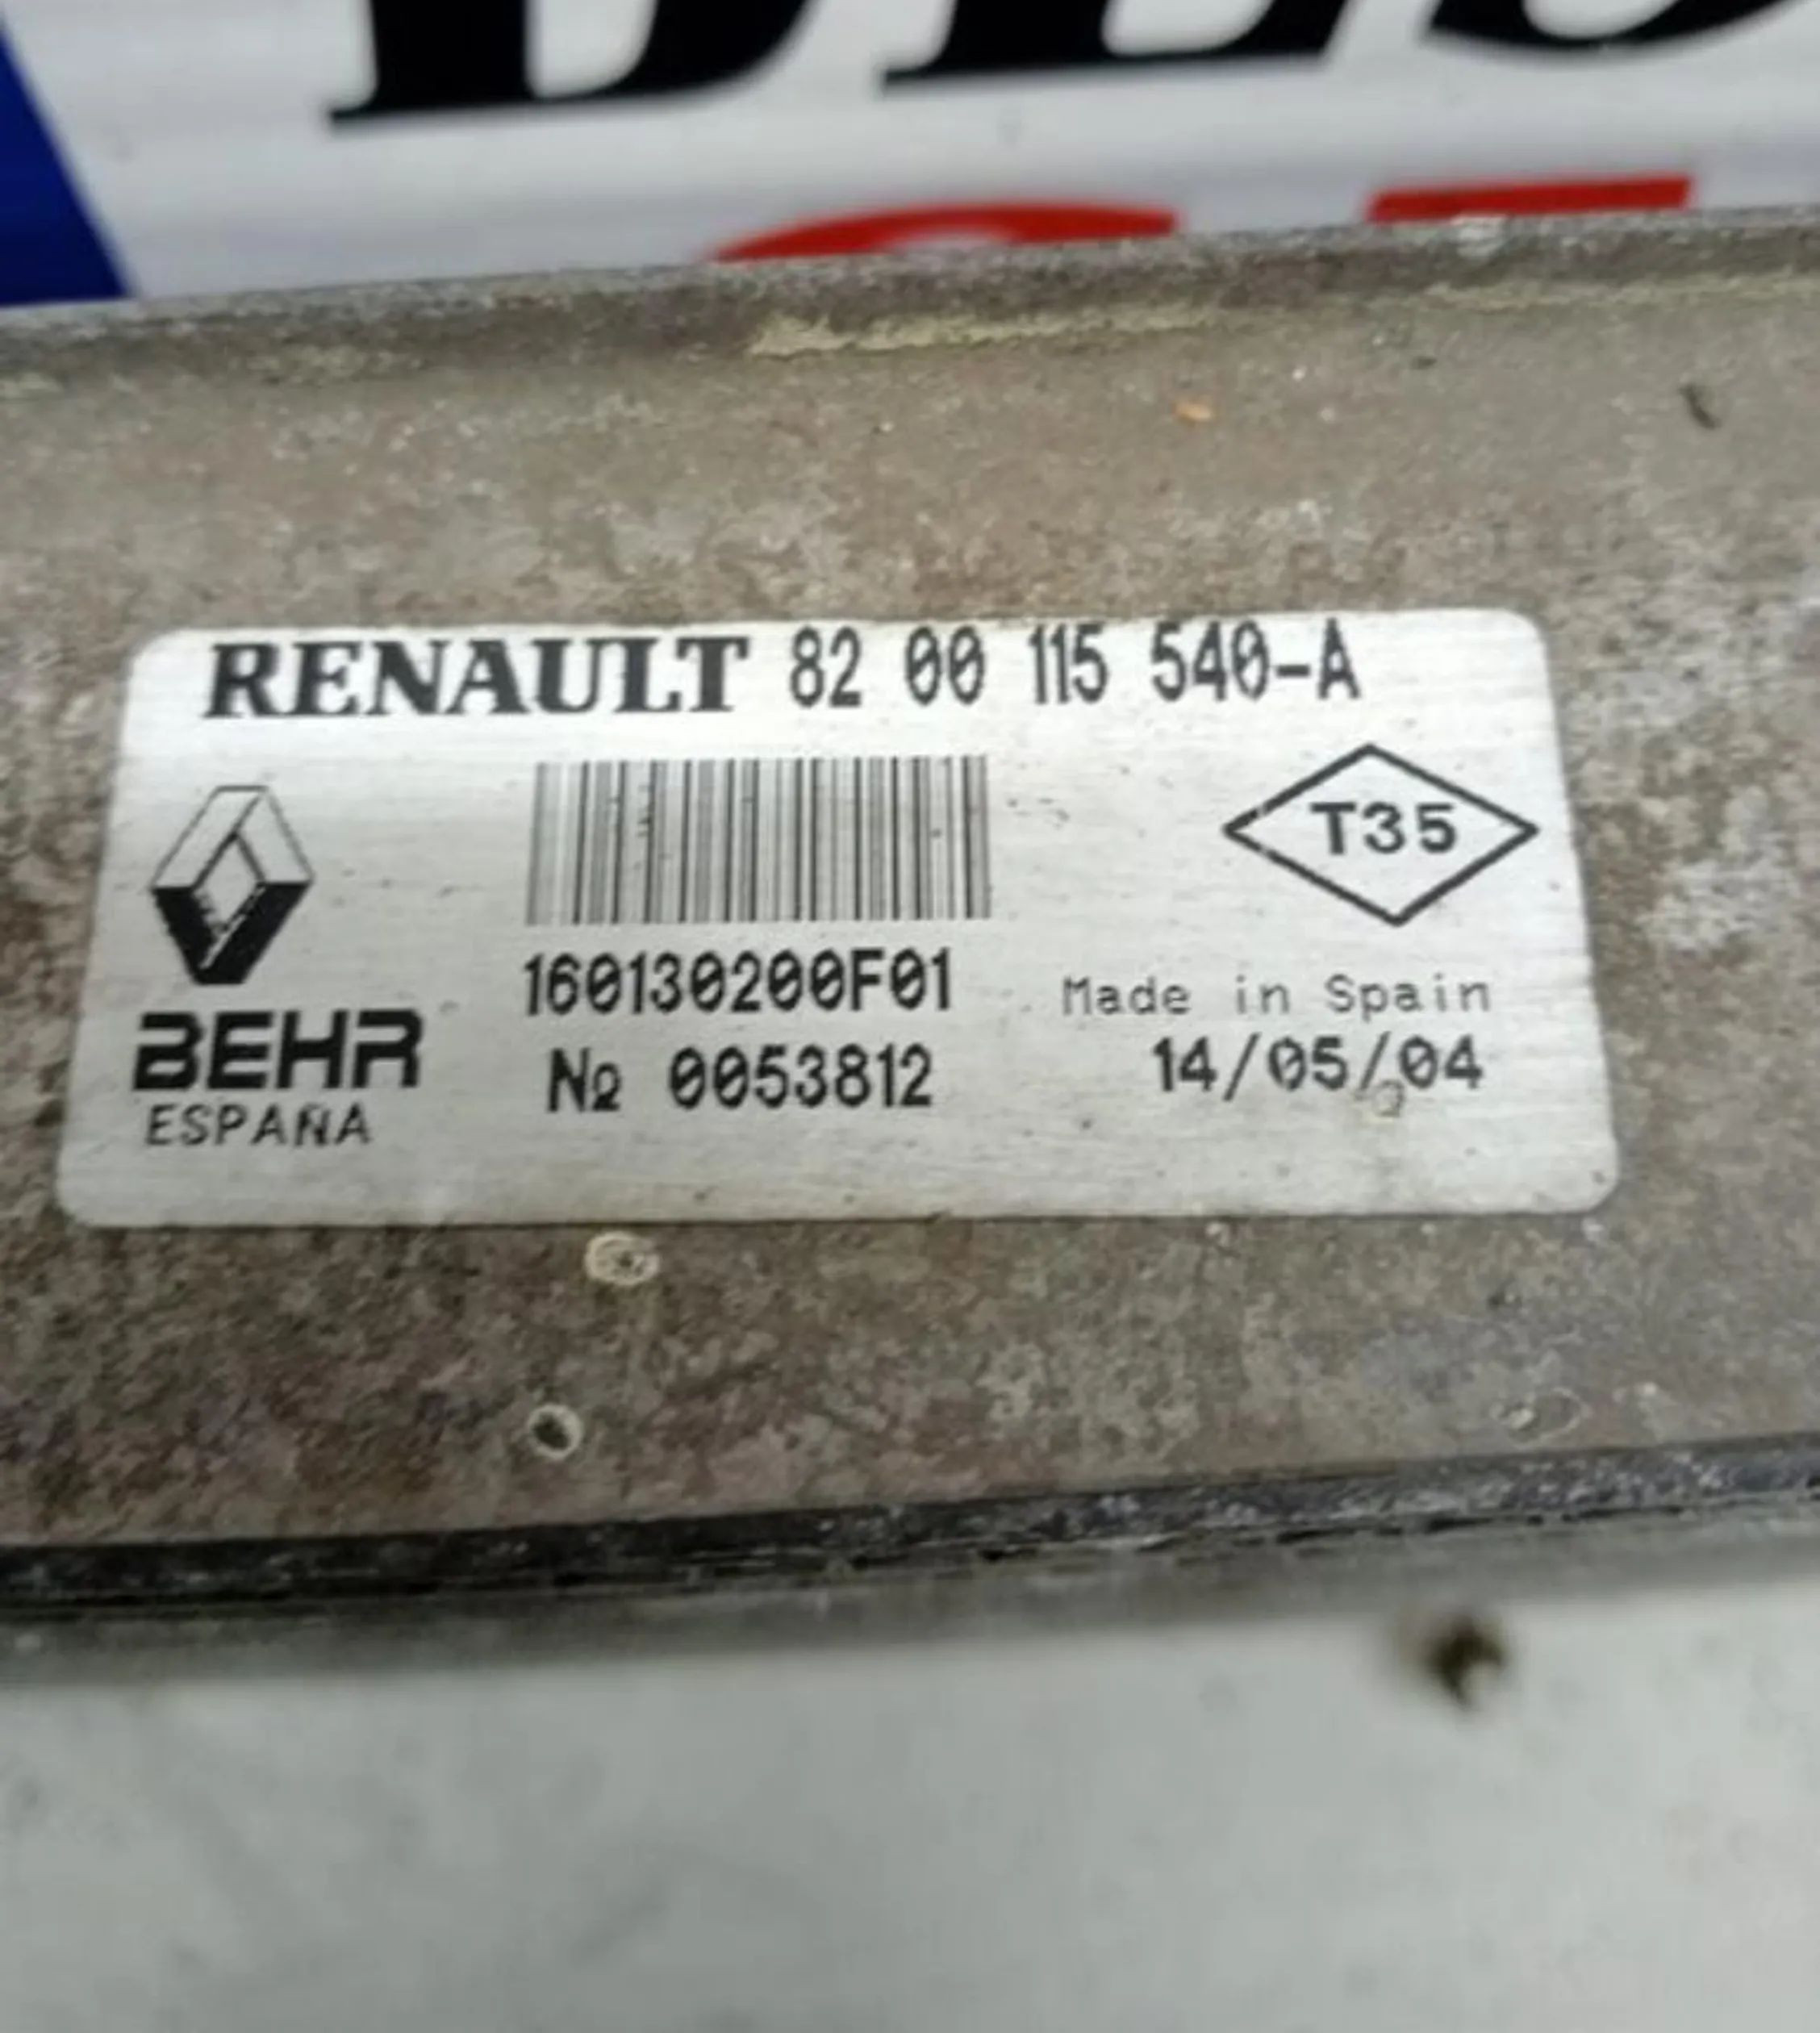 RENAULT 82 00 115 540-A
T35
160130200F01
Made in Spain
BEHR
Nº 0053812
14/05/04
ESPAÑA